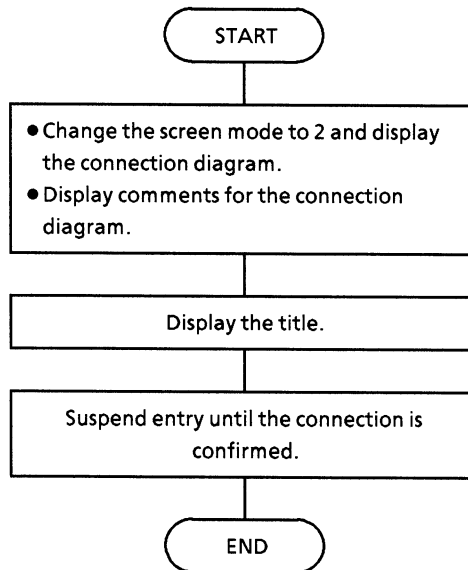 START
● Change the screen mode to 2 and display
the connection diagram.
● Display comments for the connection
diagram.
Display the title.
Suspend entry until the connection is
confirmed.
END